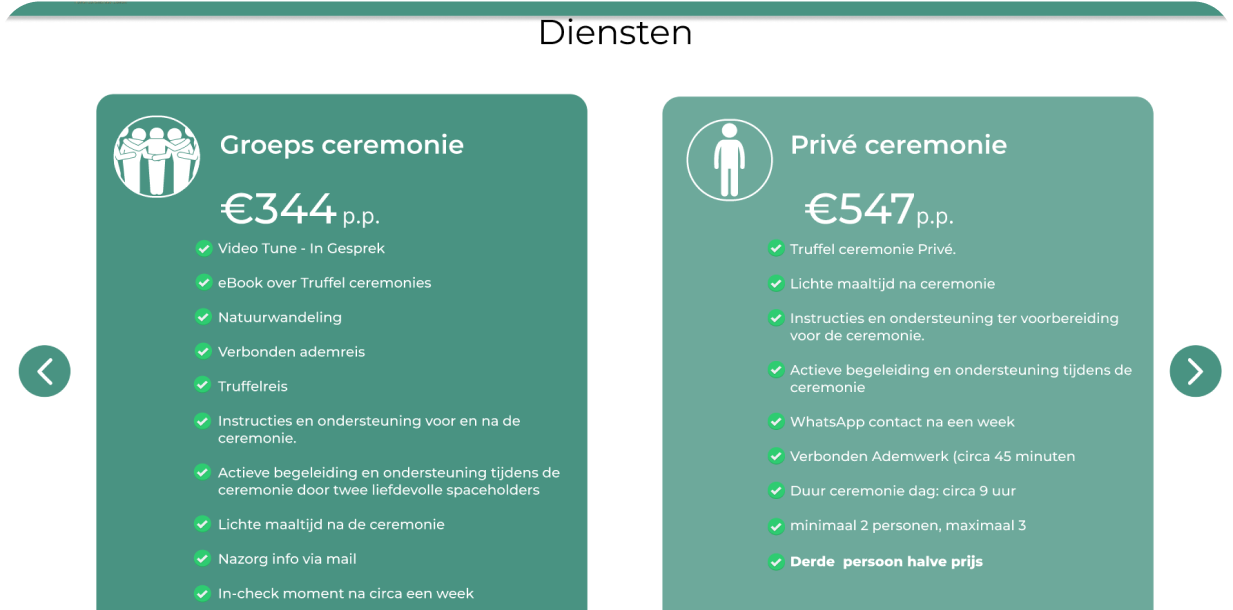 Diensten
Groeps ceremonie
€344 p.p.
Video Tune - In Gesprek
eBook over Truffel ceremonies
Natuurwandeling
Verbonden ademreis
Truffelreis
Instructies en ondersteuning voor en na de
ceremonie.
Actieve begeleiding en ondersteuning tijdens de
ceremonie door twee liefdevolle spaceholders
Lichte maaltijd na de ceremonie
Nazorg info via mail
In-check moment na circa een week
Privé ceremonie
€547 p.p.
Truffel ceremonie Privé.
Lichte maaltijd na ceremonie
Instructies en ondersteuning ter voorbereiding
voor de ceremonie.
Actieve begeleiding en ondersteuning tijdens de
ceremonie
WhatsApp contact na een week
Verbonden Ademwerk (circa 45 minuten
Duur ceremonie dag: circa 9 uur
minimaal 2 personen, maximaal 3
Derde  persoon halve prijs